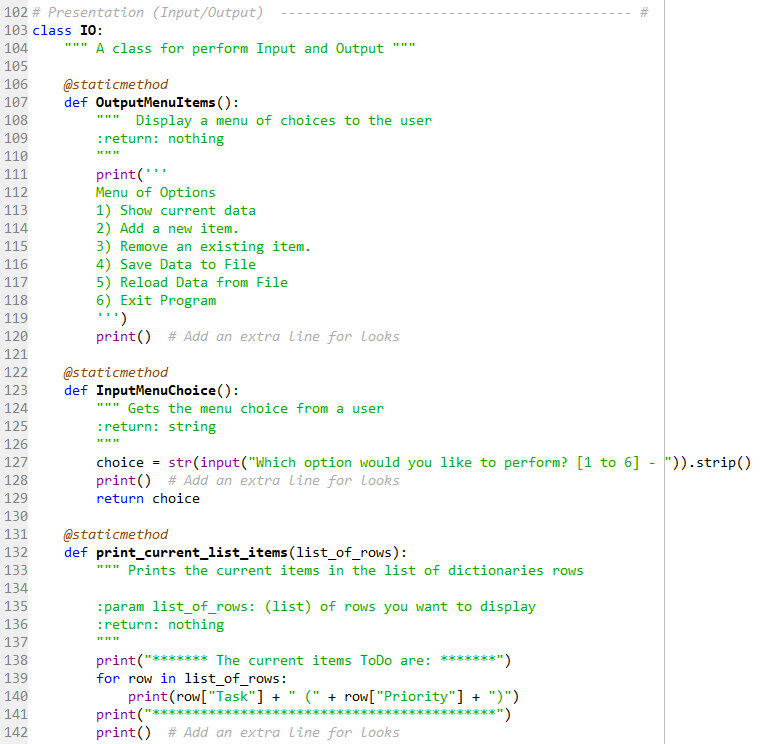 102 # Presentation (Input/Output)  -------------------------------------------- #
103 class IO:
104     """ A class for perform Input and Output """
105
106     @staticmethod
107     def OutputMenuItems():
108         """  Display a menu of choices to the user
109         :return: nothing
110         """
111         print('''
112         Menu of Options
113         1) Show current data
114         2) Add a new item.
115         3) Remove an existing item.
116         4) Save Data to File
117         5) Reload Data from File
118         6) Exit Program
119         ''')
120         print()  # Add an extra line for looks
121
122     @staticmethod
123     def InputMenuChoice():
124         """ Gets the menu choice from a user
125         :return: string
126         """
127         choice = str(input("Which option would you like to perform? [1 to 6] - ")).strip()
128         print()  # Add an extra line for looks
129         return choice
130
131     @staticmethod
132     def print_current_list_items(list_of_rows):
133         """ Prints the current items in the list of dictionaries rows
134
135         :param list_of_rows: (list) of rows you want to display
136         :return: nothing
137         """
138         print("******* The current items ToDo are: *******")
139         for row in list_of_rows:
140             print(row["Task"] + " (" + row["Priority"] + ")")
141         print("*******************************************")
142         print()  # Add an extra line for looks